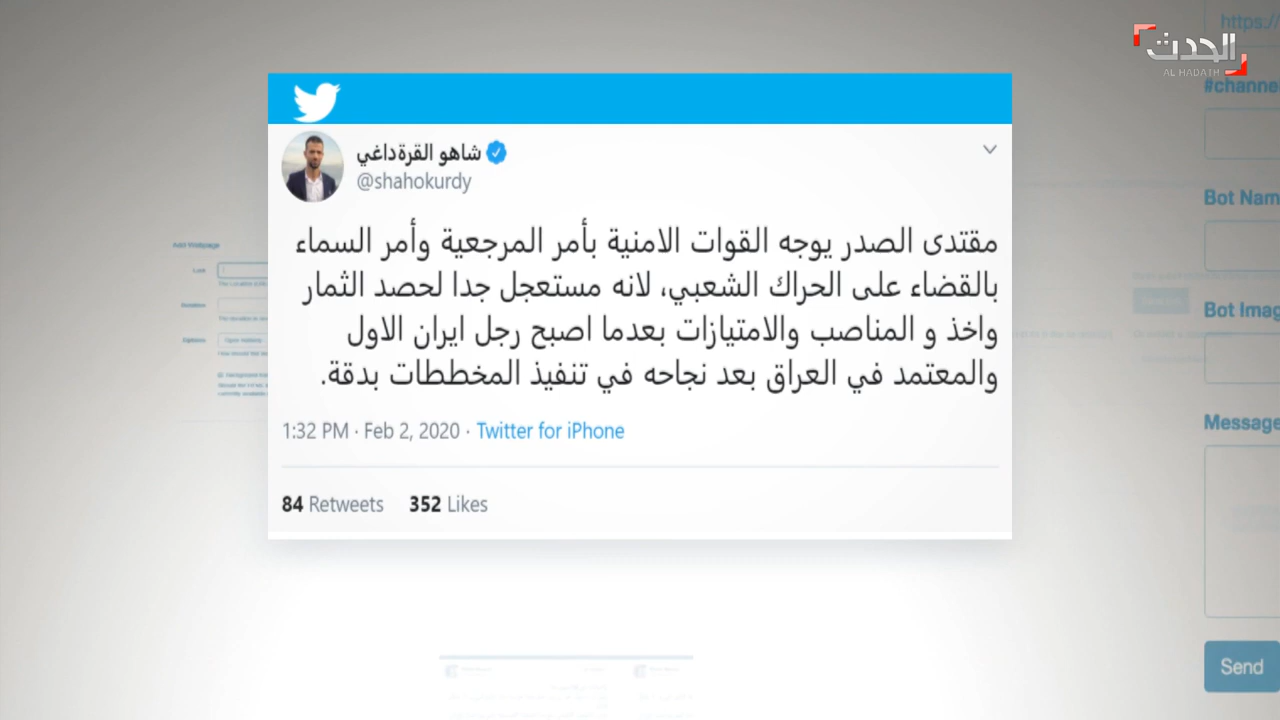 https://
الحدث
AL HADATH
#channe
شاهو القرةداغي
@shahokurdy
Add Webpage
Bot Nam
مقتدى الصدر يوجه القوات الامنية بأمر المرجعية وأمر السماء
بالقضاء على الحراك الشعبي، لانه مستعجل جدا لحصد الثمار
واخذ و المناصب والامتيازات بعدما اصبح رجل ايران الاول
والمعتمد في العراق بعد نجاحه في تنفيذ المخططات بدقة.
Bot Imag
1:32 PM · Feb 2, 2020 · Twitter for iPhone
Message
84 Retweets 352 Likes
Send